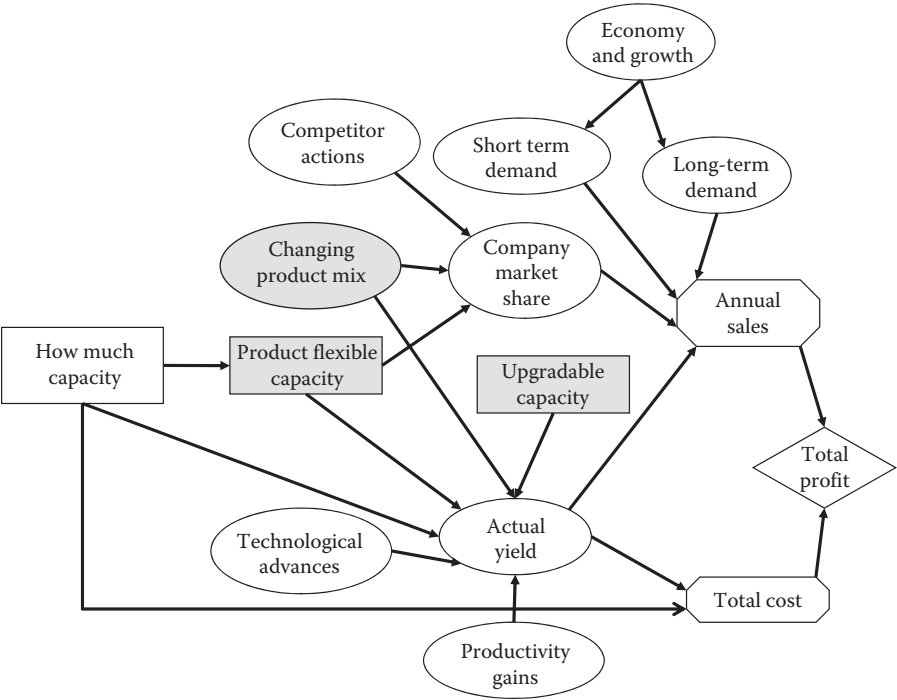 Economy
and growth
Competitor
actions
Short term
demand
Long-term
demand
Changing
product mix
Company
market
share
Annual
sales
How much
capacity
Product flexible
capacity
Upgradable
capacity
Total
profit
Actual
yield
Technological
advances
Total cost
Productivity
gains